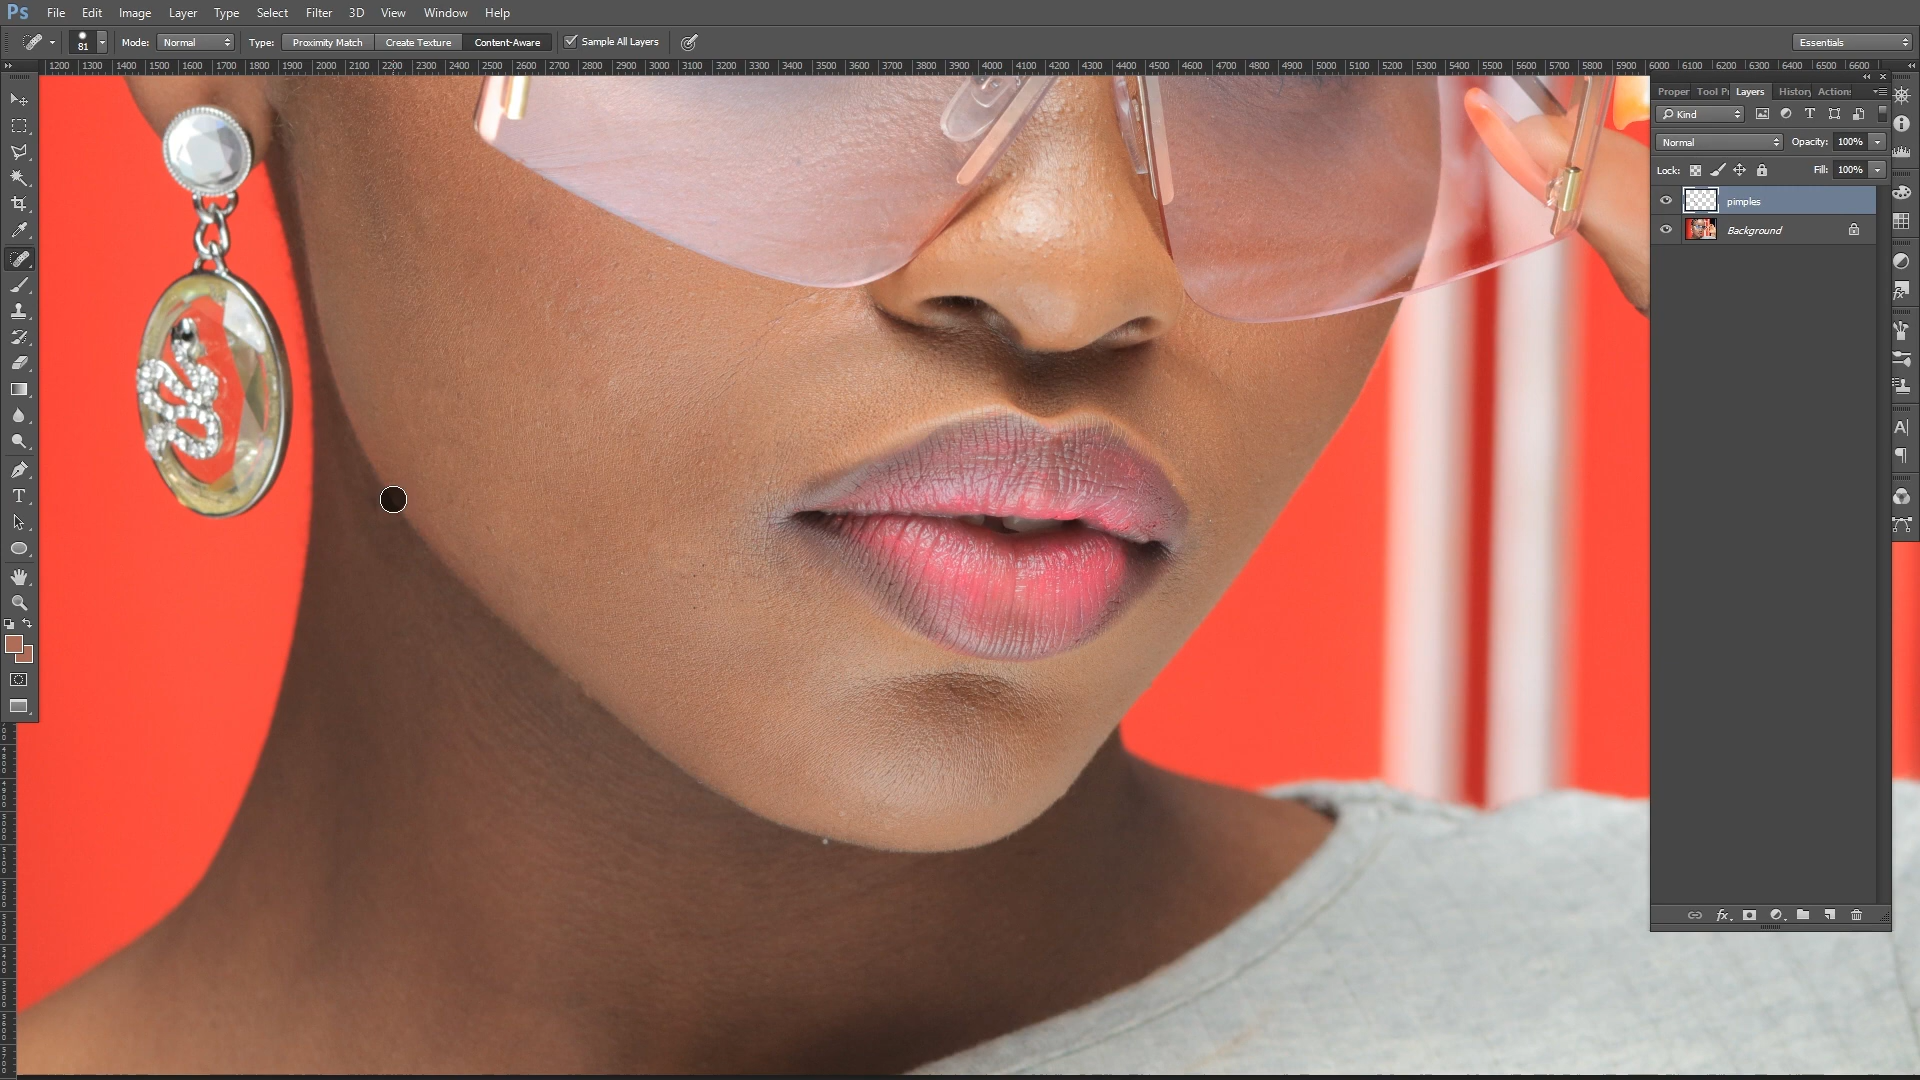 Ps File Edit Image Layer Type Select Filter 3D View Window Help
81 Mode: Normal Type: Proximity Match Create Texture Content-Aware Sample All Layers Essentials
1200 1300 1400 1500 1600 1700 1800 1900 2000 2100 2200 2300 2400 2500 2600 2700 2800 2900 3000 3100 3200 3300 3400 3500 3600 3700 3800 3900 4000 4100 4200 4300 4400 4500 4600 4700 4800 4900 5000 5100 5200 5300 5400 5500 5600 5700 5800 5900 6000 6100 6200 6300 6400 6500 6600
Proper Tool Pr Layers History Actions
Kind
Normal Opacity: 100%
Lock: Fill: 100%
pimples
Background